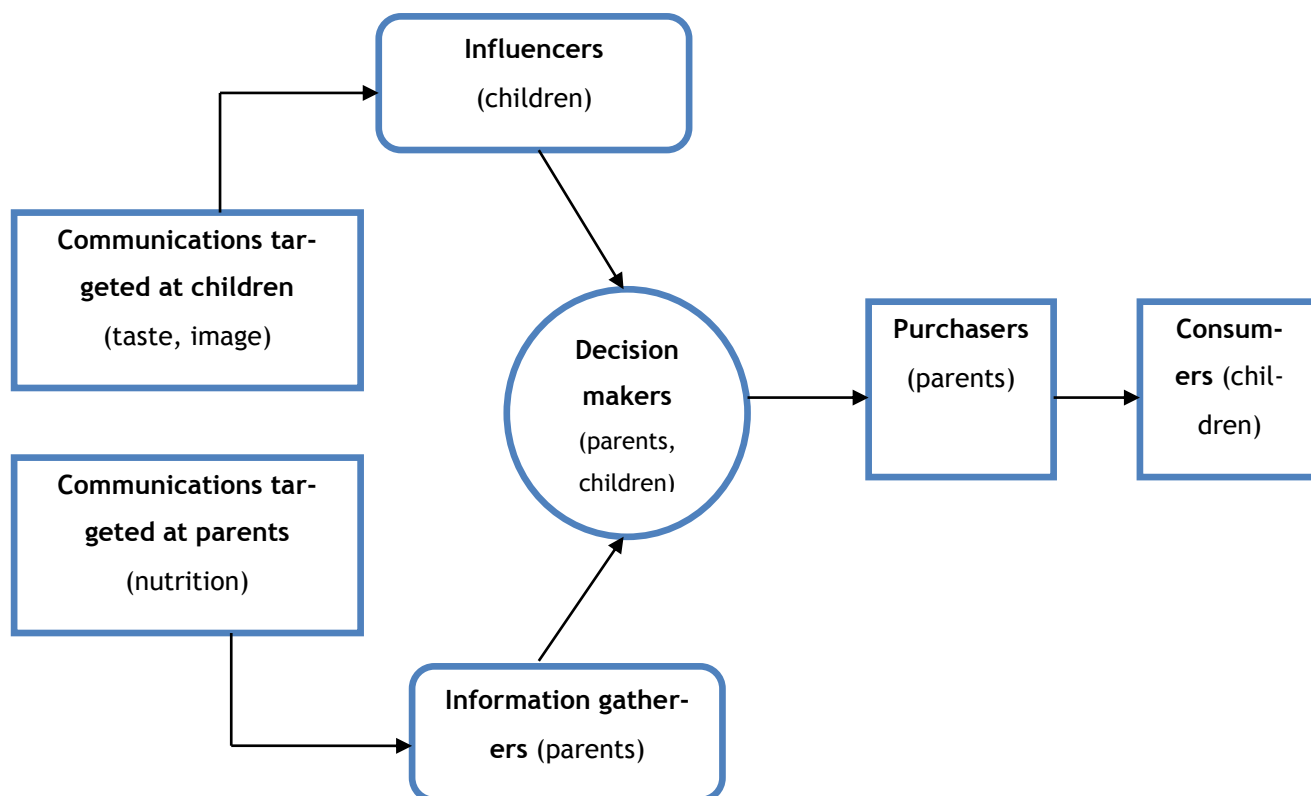 Influencers
(children)
Communications tar-
geted at children
(taste, image)
Decision
makers
(parents,
children)
Purchasers
(parents)
Consum-
ers (chil-
dren)
Communications tar-
geted at parents
(nutrition)
Information gather-
ers (parents)